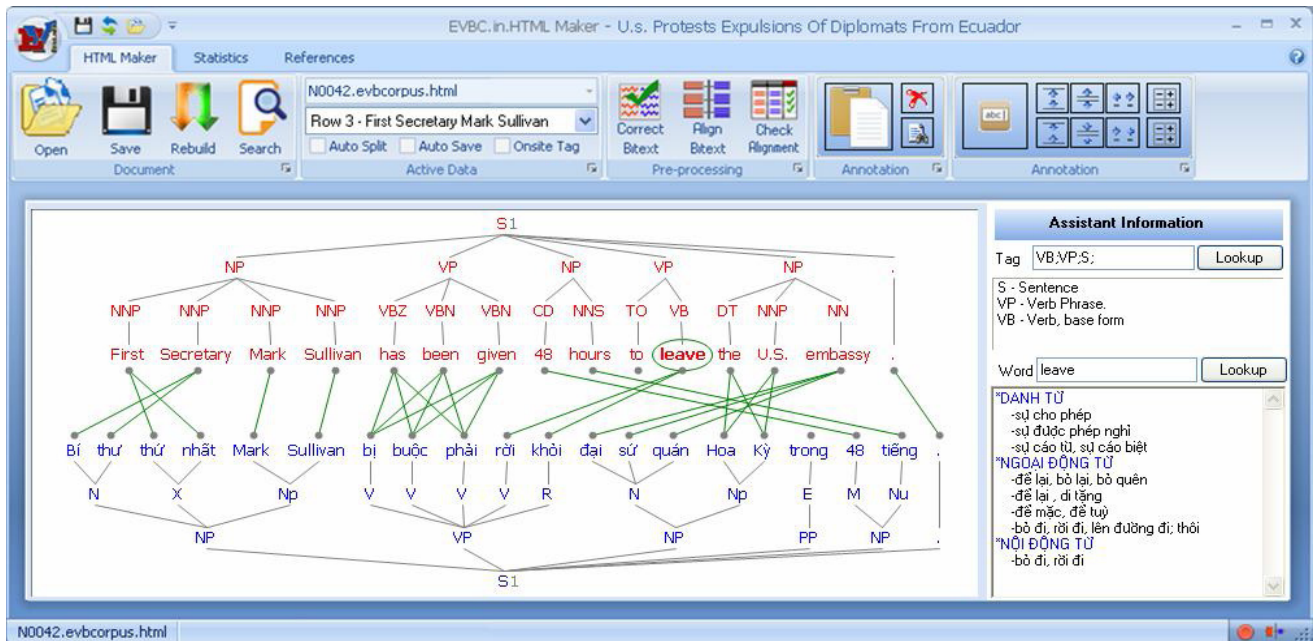 EVBC.in.HTML Maker - U.s. Protests Expulsions Of Diplomats From Ecuador
HTML Maker Statistics References
N0042.evbcorpus.html
Row 3 - First Secretary Mark Sullivan
Auto Split Auto Save Onsite Tag
Open Save Rebuild Search
Correct Bitext
Align Bitext
Check Alignment
abc
Document Active Data Pre-processing Annotation Annotation
S1
NP VP NP VP NP .
NNP NNP NNP NNP VBZ VBN VBN CD NNS TO VB DT NNP NN
First Secretary Mark Sullivan has been given 48 hours to leave the U.S. embassy .
Bí thư thứ nhất Mark Sullivan bị buộc phải rời khỏi đại sứ quán Hoa Kỳ trong 48 tiếng .
N X Np V V V V R N Np E M Nu
NP VP NP PP NP .
S1
Assistant Information
Tag VB;VP;S; Lookup
S - Sentence
VP - Verb Phrase.
VB - Verb, base form
Word leave Lookup
*DANH TỪ
-sự cho phép
-sự được phép nghỉ
-sự cáo từ, sự cáo biệt
*NGOẠI ĐỘNG TỪ
-để lại, bỏ lại, bỏ quên
-để lại , di tặng
-để mặc, để tuỳ
-bỏ đi, rời đi, lên đường đi; thôi
*NỘI ĐỘNG TỪ
-bỏ đi, rời đi
N0042.evbcorpus.html